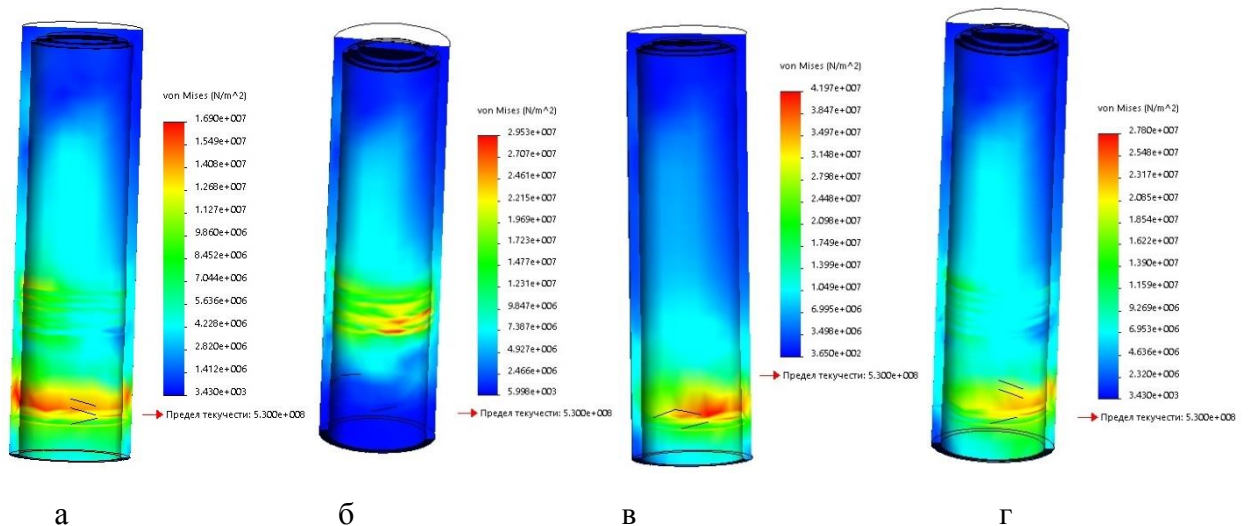 von Mises (N/m^2)
1.690e+007
1.549e+007
1.408e+007
1.268e+007
1.127e+007
9.860e+006
8.452e+006
7.044e+006
5.636e+006
4.228e+006
2.820e+006
1.412e+006
3.430e+003
Предел текучести: 5.300e+008
von Mises (N/m^2)
2.953e+007
2.707e+007
2.461e+007
2.215e+007
1.969e+007
1.723e+007
1.477e+007
1.231e+007
9.847e+006
7.387e+006
4.927e+006
2.466e+006
5.998e+003
Предел текучести: 5.300e+008
von Mises (N/m^2)
4.197e+007
3.847e+007
3.497e+007
3.148e+007
2.798e+007
2.448e+007
2.098e+007
1.749e+007
1.399e+007
1.049e+007
6.995e+006
3.498e+006
3.650e+002
Предел текучести: 5.300e+008
von Mises (N/m^2)
2.780e+007
2.548e+007
2.317e+007
2.085e+007
1.854e+007
1.622e+007
1.390e+007
1.159e+007
9.269e+006
6.953e+006
4.636e+006
2.320e+006
3.430e+003
Предел текучести: 5.300e+008
а б в г